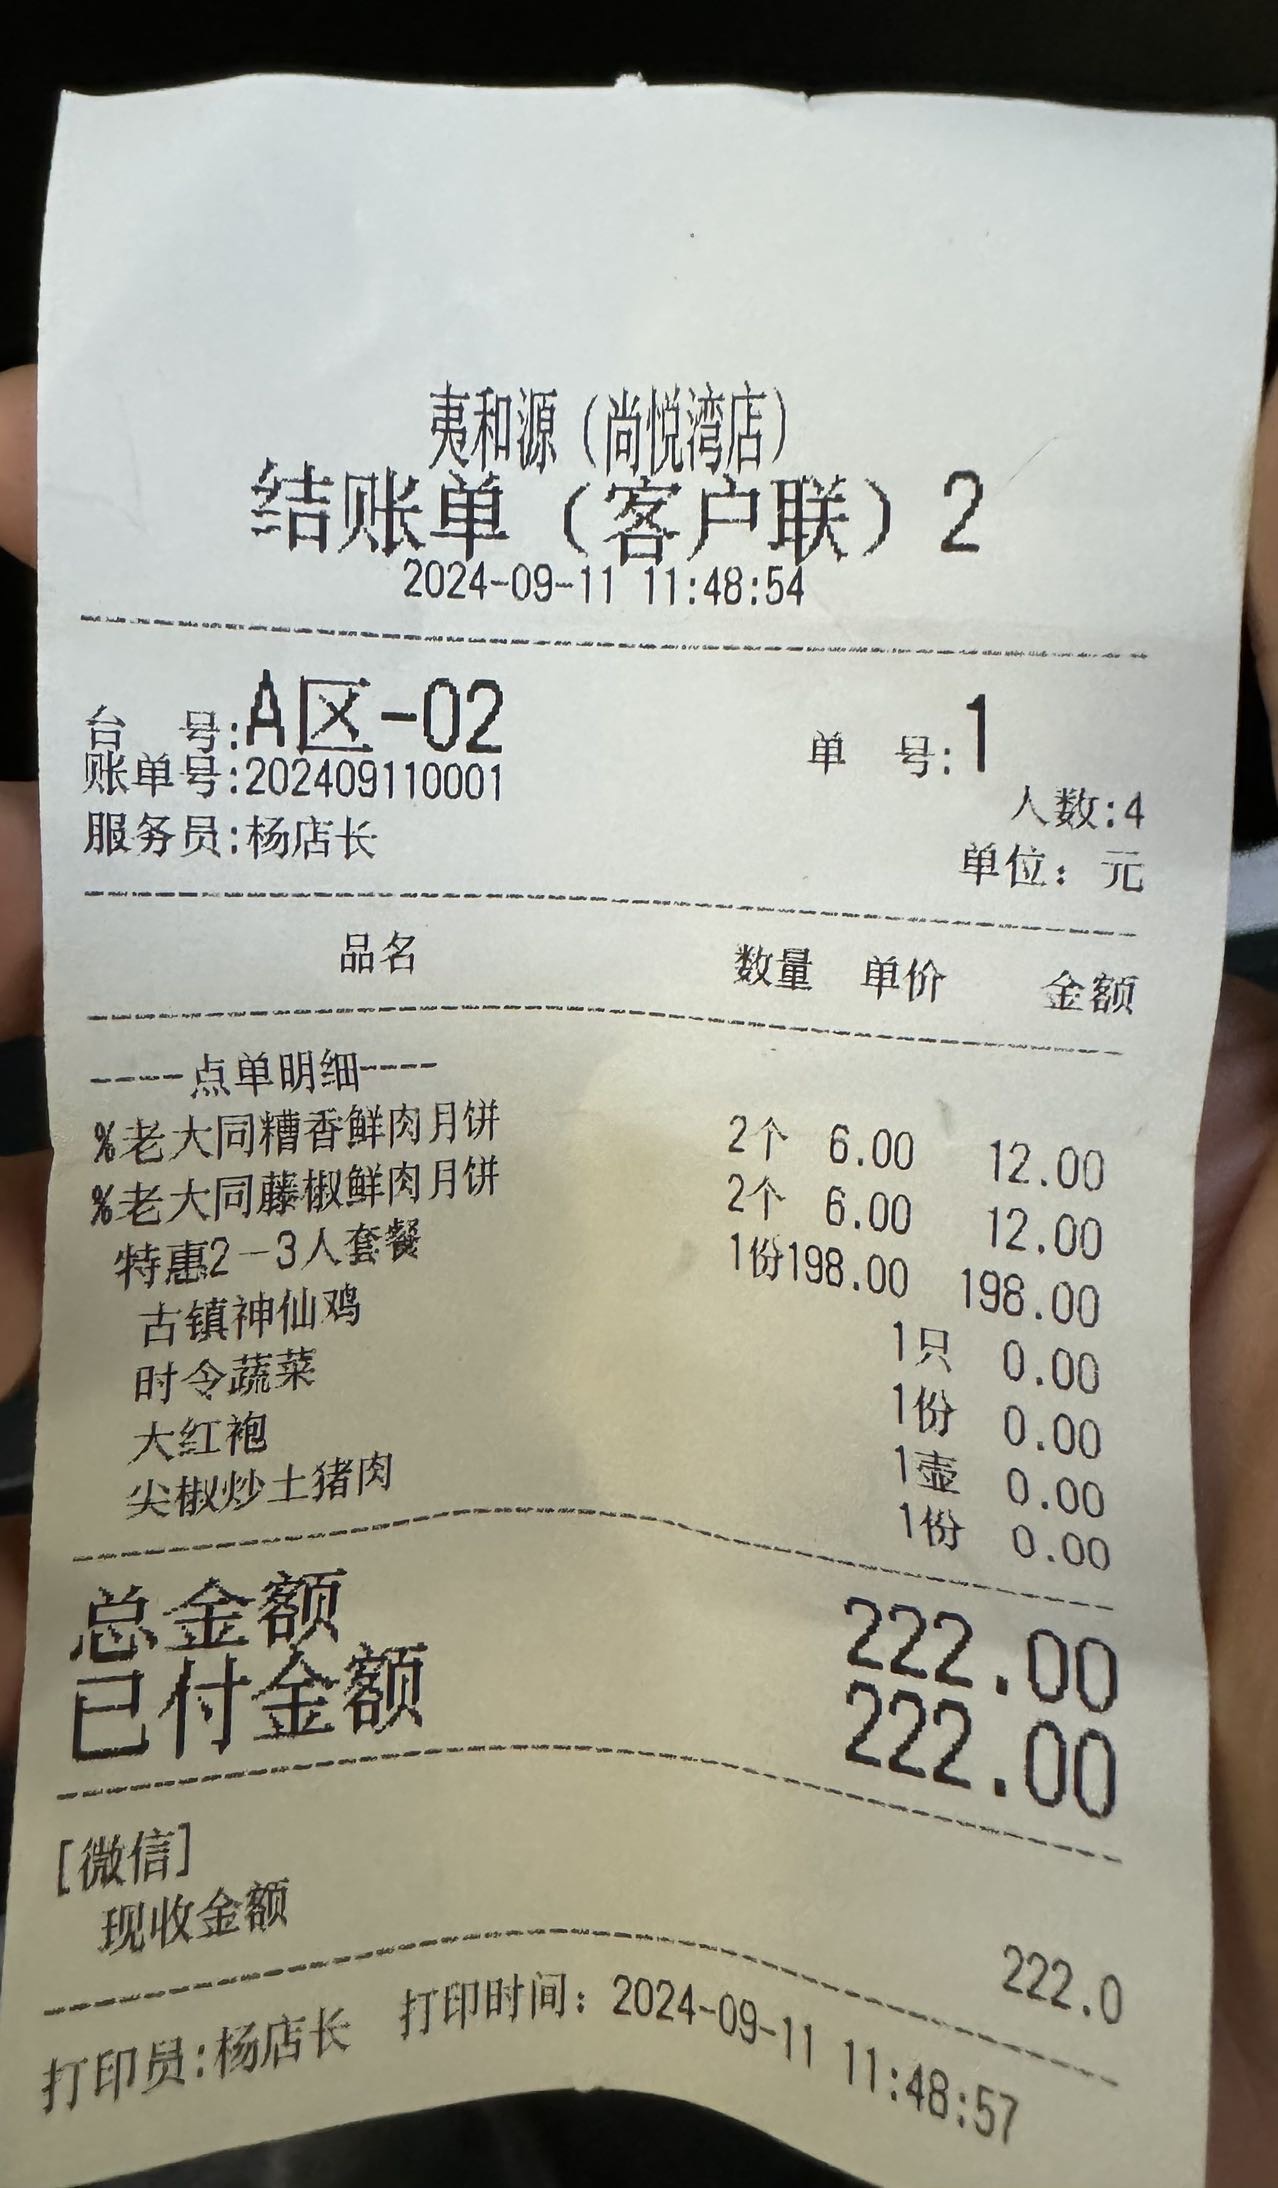 夷和源（尚悦湾店）
结账单（客户联）2
2024-09-11 11:48:54
台 号:A区-02 单 号:1
账单号:202409110001 人数:4
服务员:杨店长 单位：元
品名 数量 单价 金额
----点单明细----
%老大同糟香鲜肉月饼 2个 6.00 12.00
%老大同藤椒鲜肉月饼 2个 6.00 12.00
特惠2-3人套餐 1份198.00 198.00
古镇神仙鸡 1只 0.00
时令蔬菜 1份 0.00
大红袍 1壶 0.00
尖椒炒土猪肉 1份 0.00
总金额 222.00
已付金额 222.00
[微信]
现收金额 222.0
打印员:杨店长 打印时间：2024-09-11 11:48:57